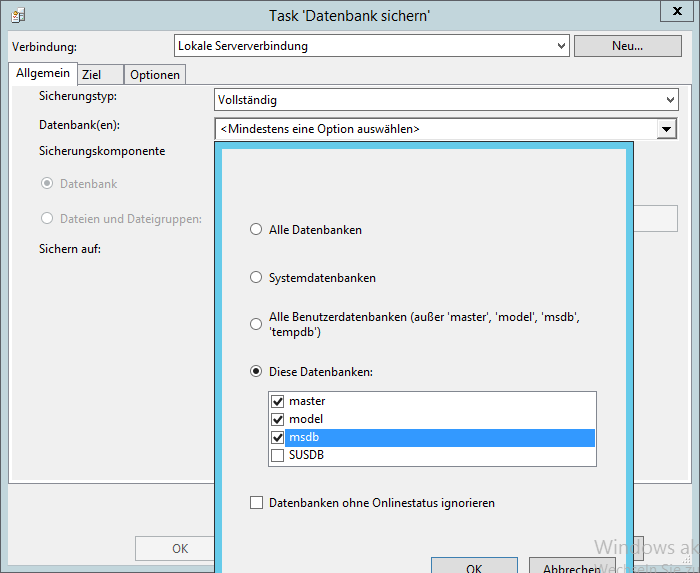 Task 'Datenbank sichern'
x
Verbindung:
Lokale Serververbindung
Neu...
Allgemein
Ziel
Optionen
Sicherungstyp:
Vollständig
Datenbank(en):
<Mindestens eine Option auswählen>
Sicherungskomponente
Datenbank
Dateien und Dateigruppen:
Sichern auf:
Alle Datenbanken
Systemdatenbanken
Alle Benutzerdatenbanken (außer 'master', 'model', 'msdb',
'tempdb')
Diese Datenbanken:
master
model
msdb
SUSDB
Datenbanken ohne Onlinestatus ignorieren
OK
OK
Abbrechen
Windows ak
Wechseln Sie z